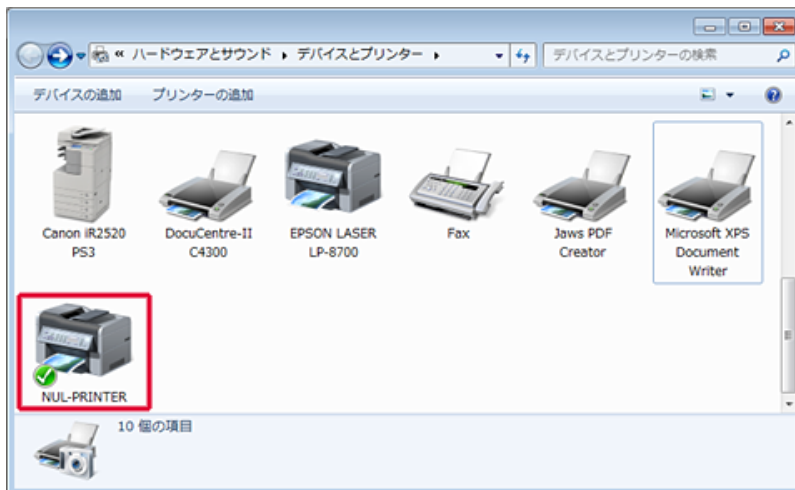 « ハードウェアとサウンド ▸ デバイスとプリンター ▸
デバイスとプリンターの検索
デバイスの追加 プリンターの追加
Canon iR2520
PS3
DocuCentre-II
C4300
EPSON LASER
LP-8700
Fax
Jaws PDF
Creator
Microsoft XPS
Document
Writer
NUL-PRINTER
10 個の項目